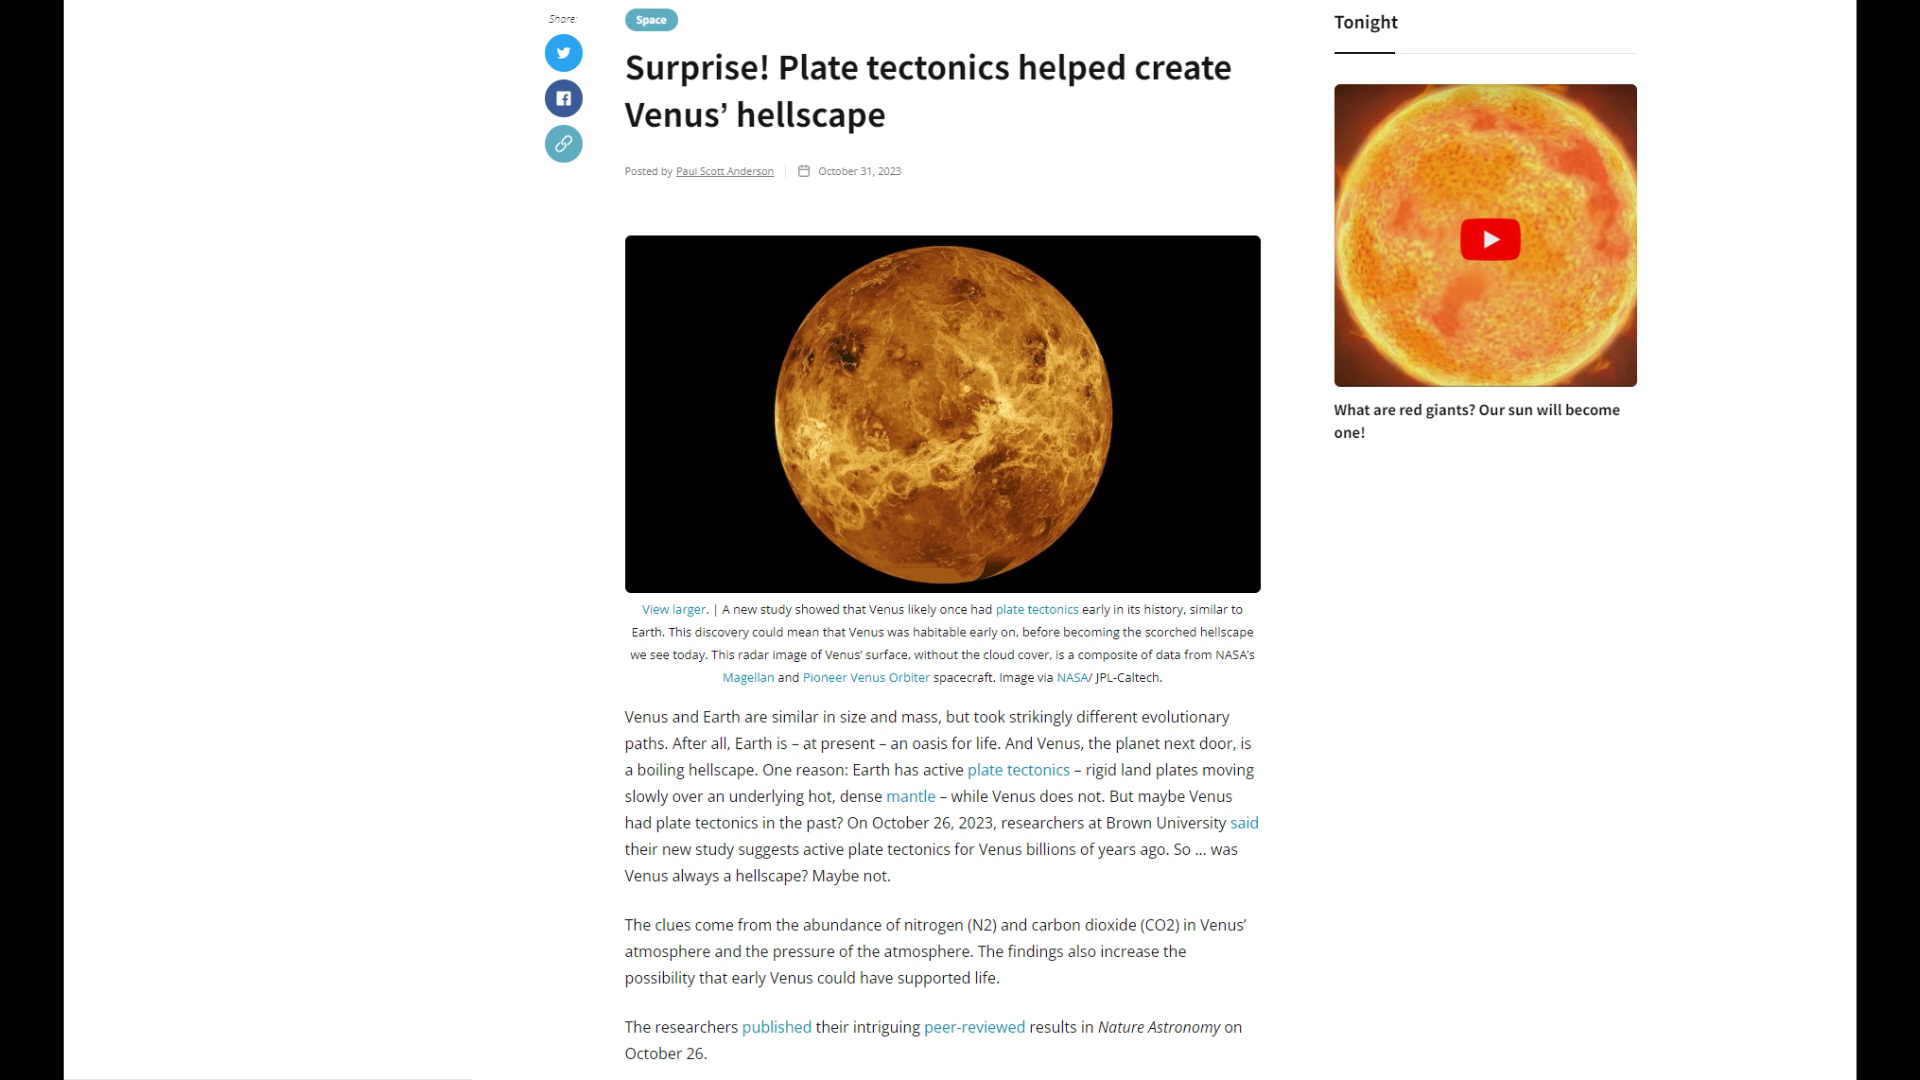 Share:
Space
Surprise! Plate tectonics helped create
Venus’ hellscape
Posted by Paul Scott Anderson
October 31, 2023
View larger. | A new study showed that Venus likely once had plate tectonics early in its history, similar to
Earth. This discovery could mean that Venus was habitable early on, before becoming the scorched hellscape
we see today. This radar image of Venus’ surface, without the cloud cover, is a composite of data from NASA’s
Magellan and Pioneer Venus Orbiter spacecraft. Image via NASA/ JPL-Caltech.
Venus and Earth are similar in size and mass, but took strikingly different evolutionary
paths. After all, Earth is – at present – an oasis for life. And Venus, the planet next door, is
a boiling hellscape. One reason: Earth has active plate tectonics – rigid land plates moving
slowly over an underlying hot, dense mantle – while Venus does not. But maybe Venus
had plate tectonics in the past? On October 26, 2023, researchers at Brown University said
their new study suggests active plate tectonics for Venus billions of years ago. So … was
Venus always a hellscape? Maybe not.
The clues come from the abundance of nitrogen (N2) and carbon dioxide (CO2) in Venus’
atmosphere and the pressure of the atmosphere. The findings also increase the
possibility that early Venus could have supported life.
The researchers published their intriguing peer-reviewed results in Nature Astronomy on
October 26.
Tonight
What are red giants? Our sun will become
one!